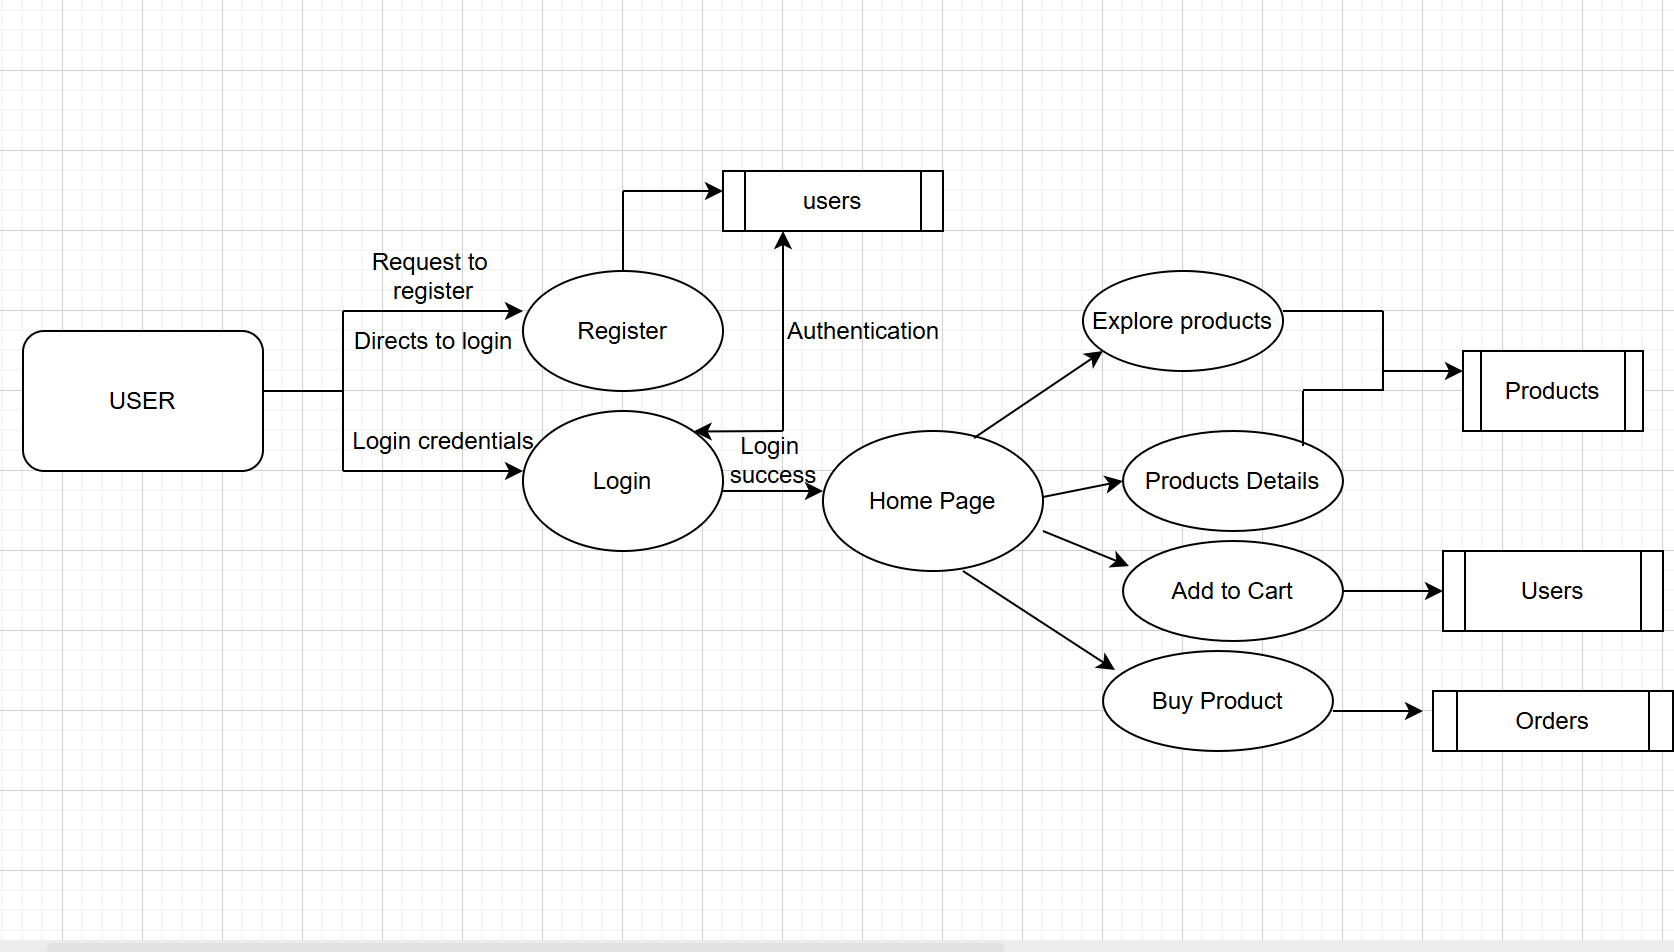 users
Request to
register
Directs to login
Register
Authentication
Explore products
Products
USER
Login credentials
Login
Login
success
Home Page
Products Details
Add to Cart
Users
Buy Product
Orders